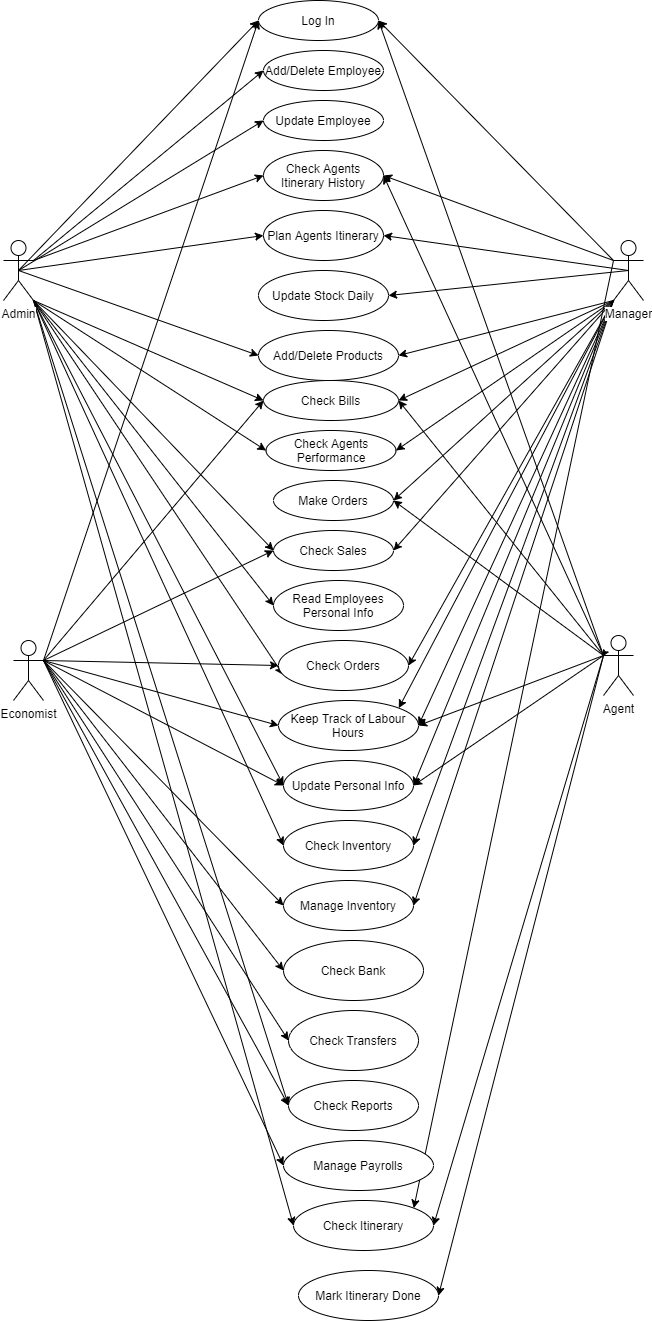 Log In
Add/Delete Employee
Update Employee
Check Agents
Itinerary History
Plan Agents Itinerary
Update Stock Daily
Admin
Manager
Add/Delete Products
Check Bills
Check Agents
Performance
Make Orders
Check Sales
Read Employees
Personal Info
Check Orders
Economist
Agent
Keep Track of Labour
Hours
Update Personal Info
Check Inventory
Manage Inventory
Check Bank
Check Transfers
Check Reports
Manage Payrolls
Check Itinerary
Mark Itinerary Done